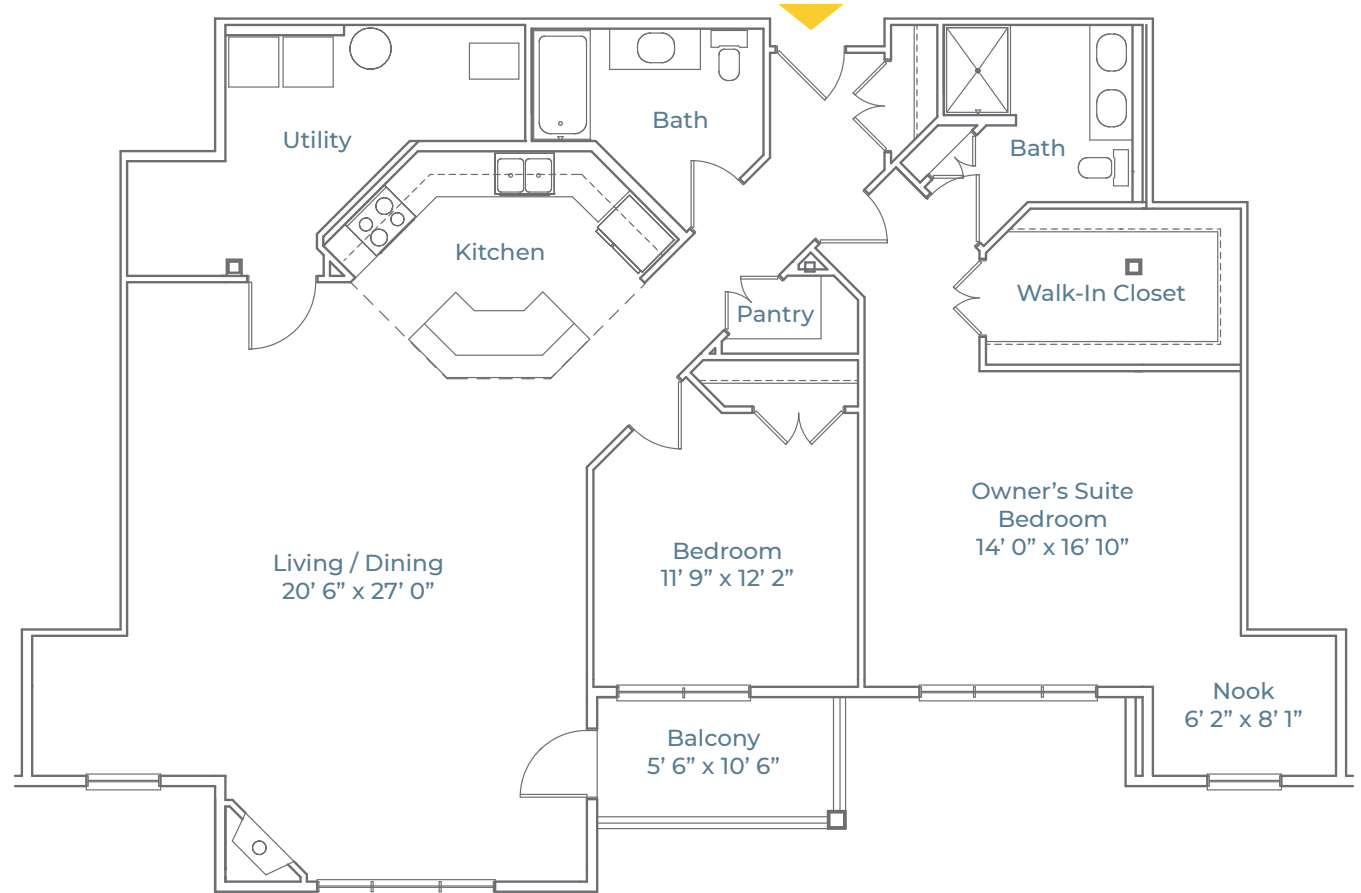 Utility
Bath
Bath
Kitchen
Pantry
Walk-In Closet
Living / Dining
20’ 6” x 27’ 0”
Bedroom
11’ 9” x 12’ 2”
Owner’s Suite
Bedroom
14’ 0” x 16’ 10”
Balcony
5’ 6” x 10’ 6”
Nook
6’ 2” x 8’ 1”